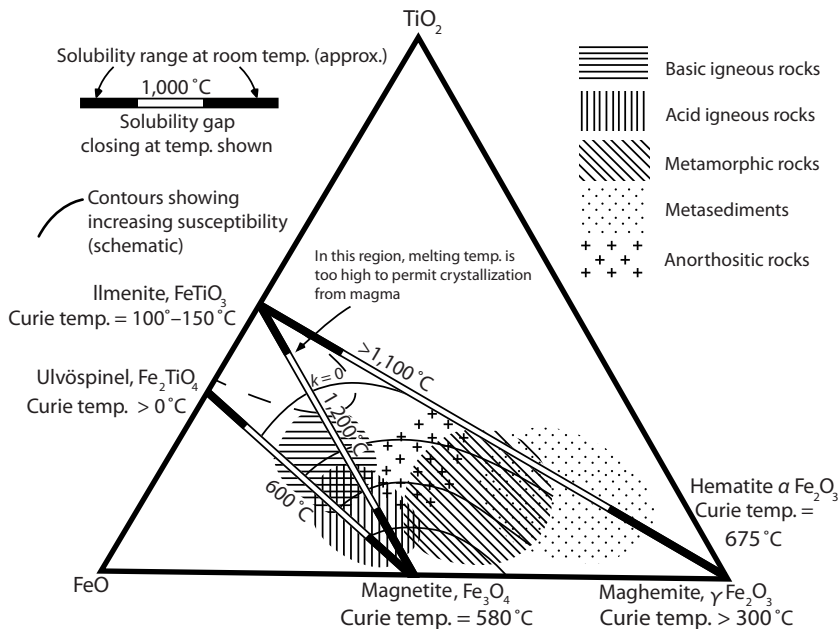 TiO₂
Solubility range at room temp. (approx.)
1,000 ˚C
Solubility gap
closing at temp. shown
Contours showing
increasing susceptibility
(schematic)
Basic igneous rocks
Acid igneous rocks
Metamorphic rocks
Metasediments
Anorthositic rocks
In this region, melting temp. is
too high to permit crystallization
from magma
Ilmenite, FeTiO₃
Curie temp. = 100˚–150˚C
Ulvöspinel, Fe₂TiO₄
Curie temp. > 0˚C
>1,100˚C
k = 0
1,200˚C
600˚C
Hematite α Fe₂O₃
Curie temp. =
675˚C
FeO
Magnetite, Fe₃O₄
Curie temp. = 580˚C
Maghemite, γ Fe₂O₃
Curie temp. > 300˚C